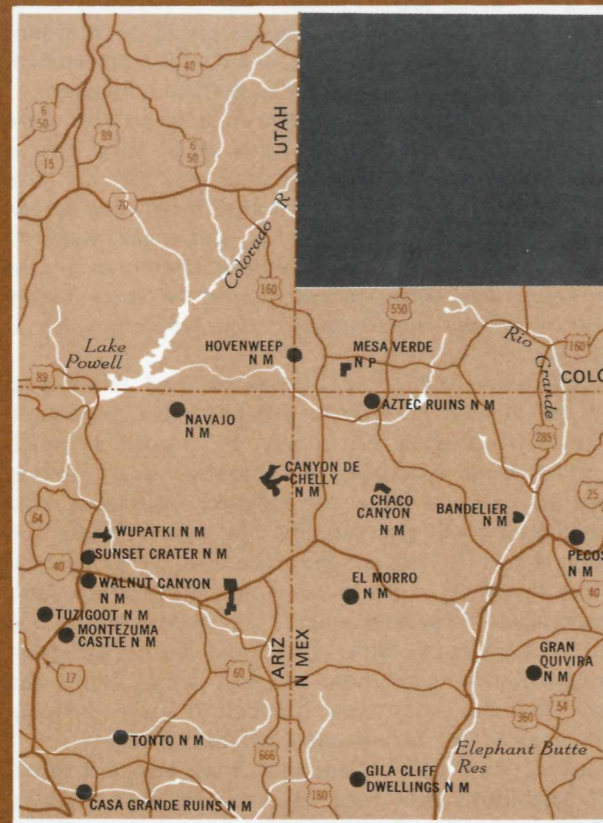 40
6
50
89
6
50
15
70
UTAH
Colorado R
160
550
Lake
Powell
HOVENWEEP
N M
MESA VERDE
N P
Rio Grande
160
89
COLO
NAVAJO
N M
AZTEC RUINS N M
285
CANYON DE
CHELLY
N M
CHACO
CANYON
N M
BANDELIER
N M
25
64
WUPATKI N M
SUNSET CRATER N M
PECOS
N M
40
WALNUT CANYON
N M
EL MORRO
N M
40
TUZIGOOT N M
MONTEZUMA
CASTLE N M
ARIZ
N MEX
GRAN
QUIVIRA
N M
17
60
54
360
TONTO N M
666
Elephant Butte
Res
GILA CLIFF
DWELLINGS N M
180
CASA GRANDE RUINS N M